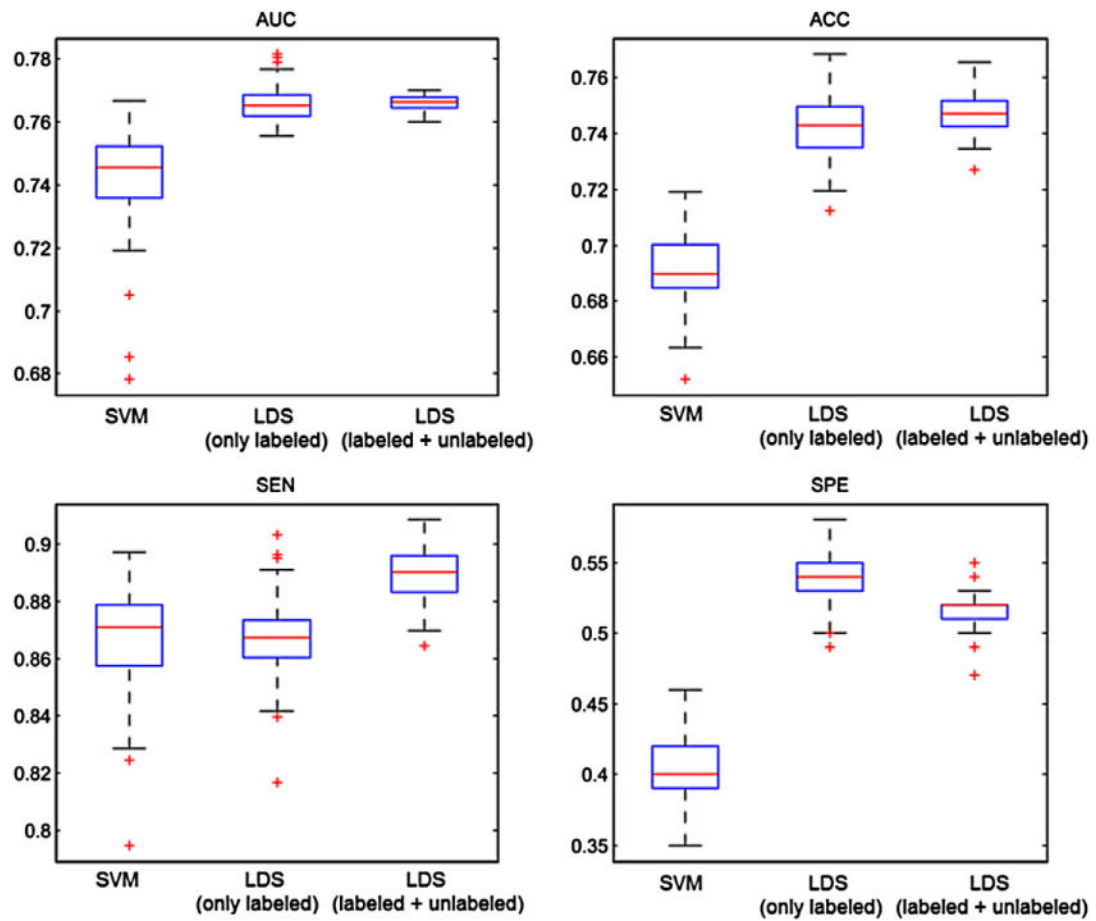 AUC
0.78
0.76
0.74
0.72
0.7
0.68
SVM
LDS
(only labeled)
LDS
(labeled + unlabeled)
ACC
0.76
0.74
0.72
0.7
0.68
0.66
SVM
LDS
(only labeled)
LDS
(labeled + unlabeled)
SEN
0.9
0.88
0.86
0.84
0.82
0.8
SVM
LDS
(only labeled)
LDS
(labeled + unlabeled)
SPE
0.55
0.5
0.45
0.4
0.35
SVM
LDS
(only labeled)
LDS
(labeled + unlabeled)